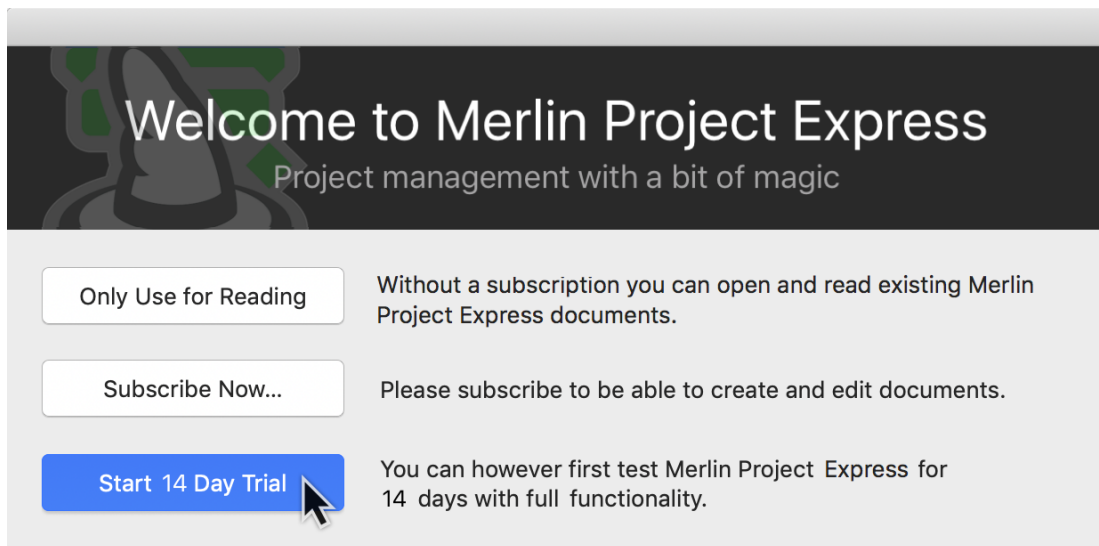 Welcome to Merlin Project Express
Project management with a bit of magic
Only Use for Reading
Without a subscription you can open and read existing Merlin
Project Express documents.
Subscribe Now...
Please subscribe to be able to create and edit documents.
Start 14 Day Trial
You can however first test Merlin Project Express for
14 days with full functionality.